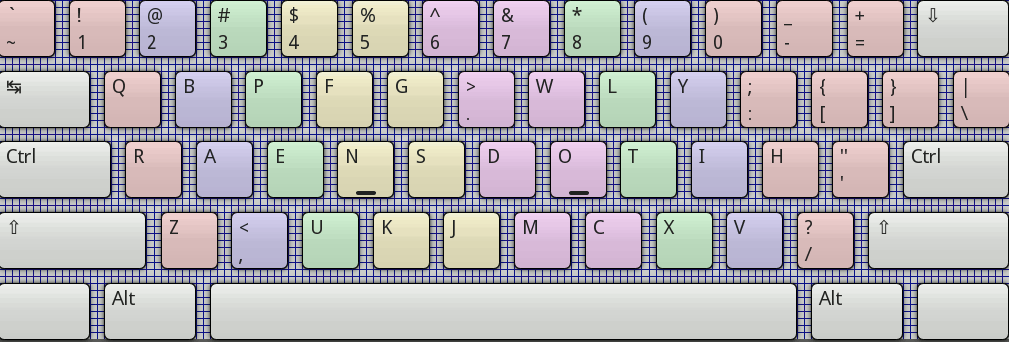 ` ! @ # $ % ^ & * ( ) _ + ⇩
~ 1 2 3 4 5 6 7 8 9 0 - =
↹ Q B P F G > W L Y ; { } |
. : [ ] \
Ctrl R A E N S D O T I H " Ctrl
'
⇧ Z < U K J M C X V ? ⇧
, /
Alt Alt